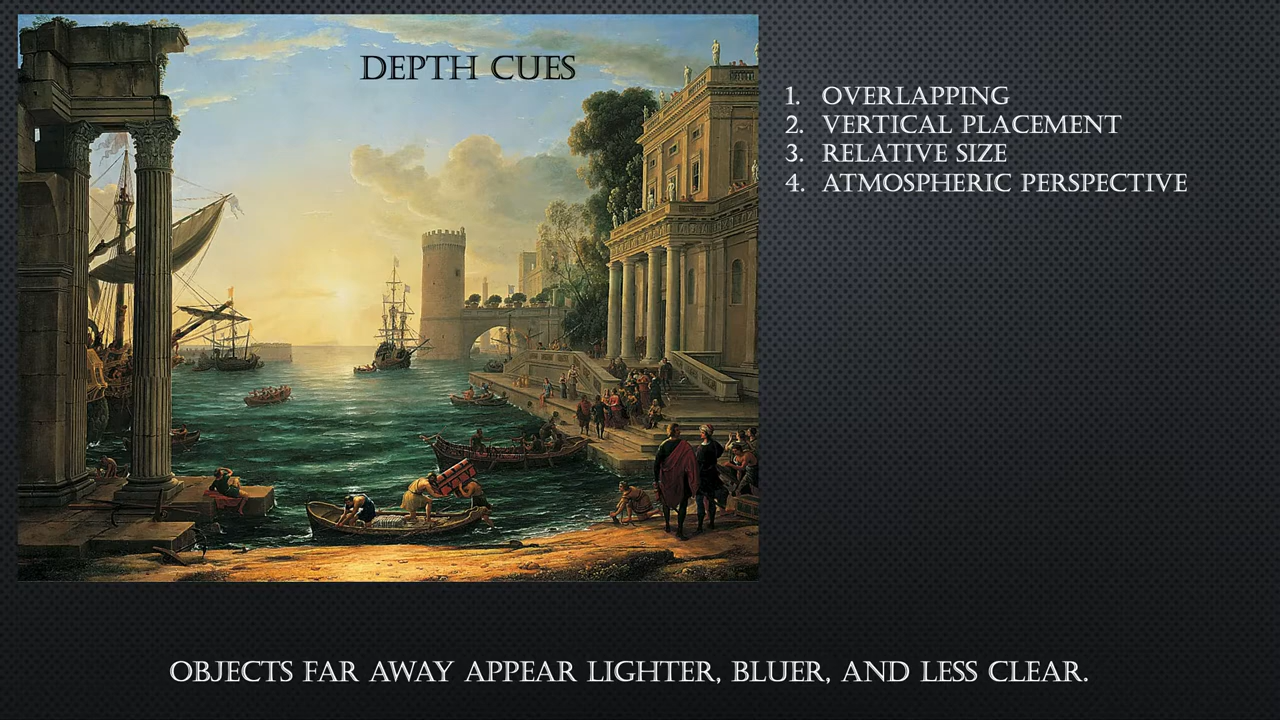 DEPTH CUES
1. OVERLAPPING
2. VERTICAL PLACEMENT
3. RELATIVE SIZE
4. ATMOSPHERIC PERSPECTIVE
OBJECTS FAR AWAY APPEAR LIGHTER, BLUER, AND LESS CLEAR.